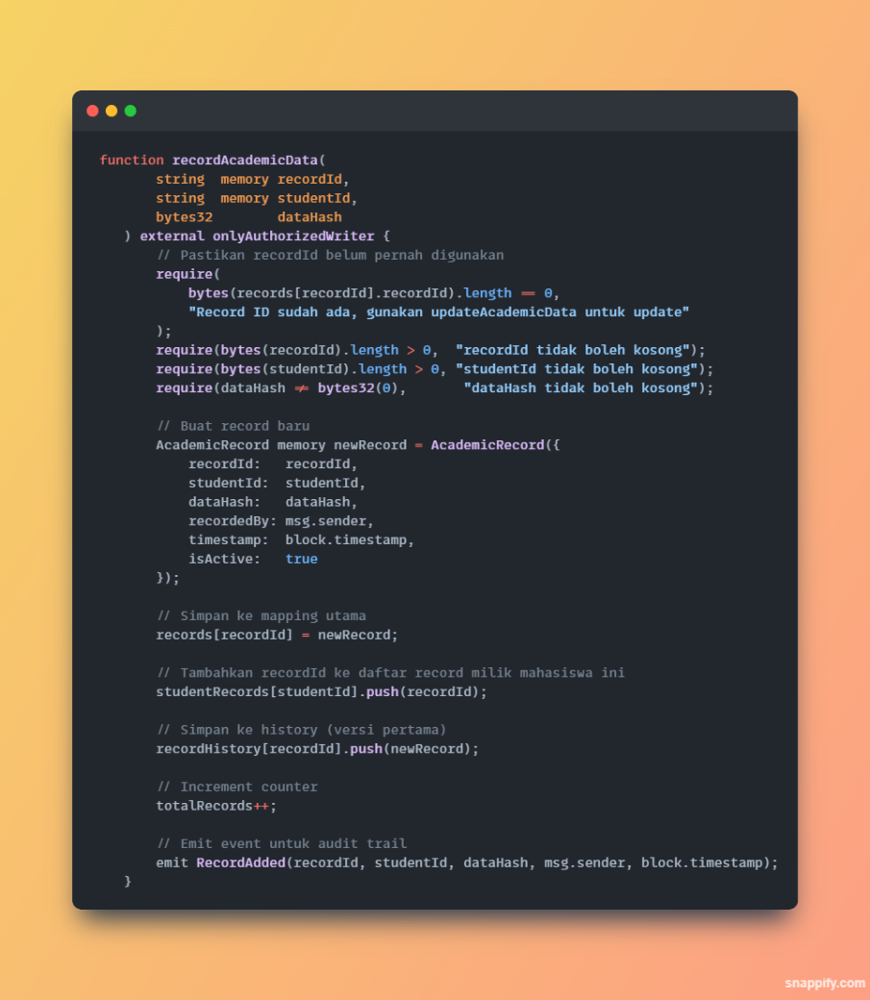 function recordAcademicData(
        string  memory recordId,
        string  memory studentId,
        bytes32        dataHash
    ) external onlyAuthorizedWriter {
        // Pastikan recordId belum pernah digunakan
        require(
            bytes(records[recordId].recordId).length == 0,
            "Record ID sudah ada, gunakan updateAcademicData untuk update"
        );
        require(bytes(recordId).length > 0,  "recordId tidak boleh kosong");
        require(bytes(studentId).length > 0, "studentId tidak boleh kosong");
        require(dataHash != bytes32(0),       "dataHash tidak boleh kosong");

        // Buat record baru
        AcademicRecord memory newRecord = AcademicRecord({
            recordId:   recordId,
            studentId:  studentId,
            dataHash:   dataHash,
            recordedBy: msg.sender,
            timestamp:  block.timestamp,
            isActive:   true
        });

        // Simpan ke mapping utama
        records[recordId] = newRecord;

        // Tambahkan recordId ke daftar record milik mahasiswa ini
        studentRecords[studentId].push(recordId);

        // Simpan ke history (versi pertama)
        recordHistory[recordId].push(newRecord);

        // Increment counter
        totalRecords++;

        // Emit event untuk audit trail
        emit RecordAdded(recordId, studentId, dataHash, msg.sender, block.timestamp);
    }
snappify.com